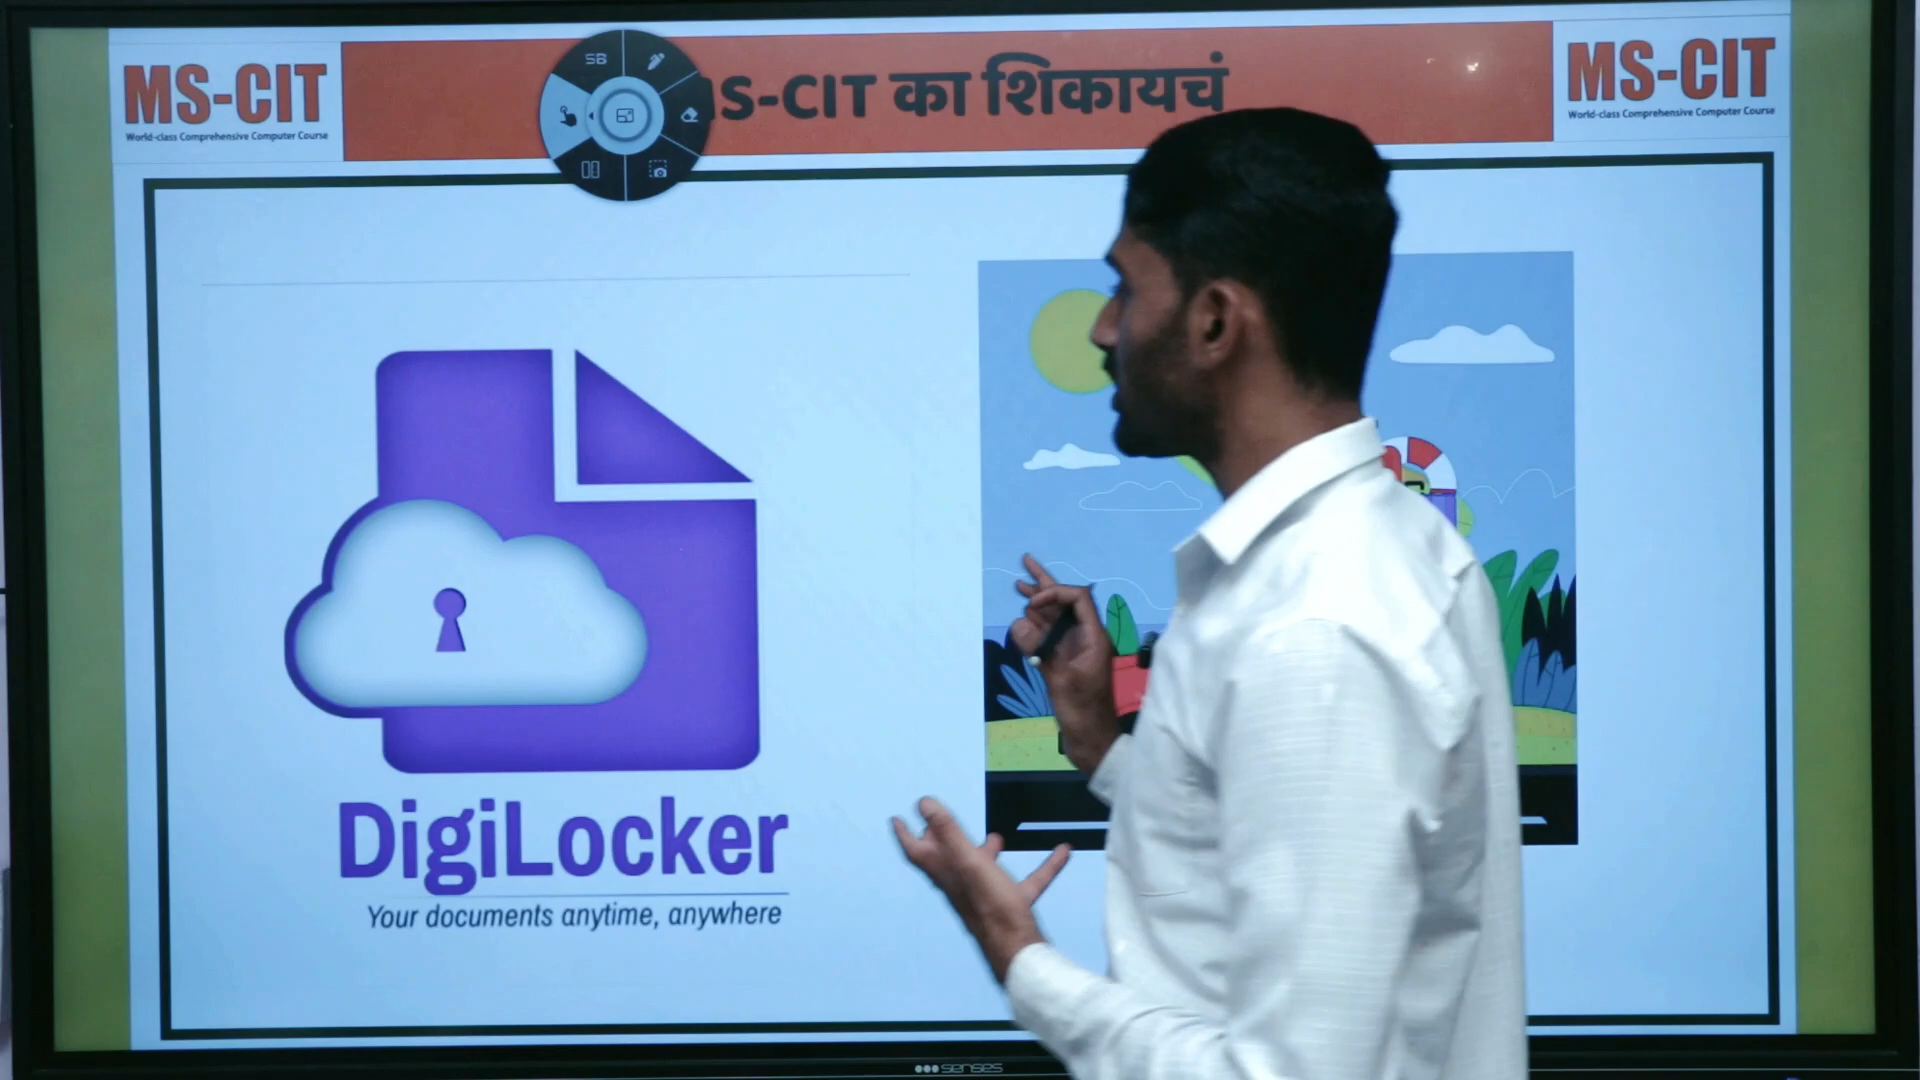 MS-CIT
World-class Comprehensive Computer Course
SB
S-CIT का शिकायचं
MS-CIT
World-class Comprehensive Computer Course
DigiLocker
Your documents anytime, anywhere
senses